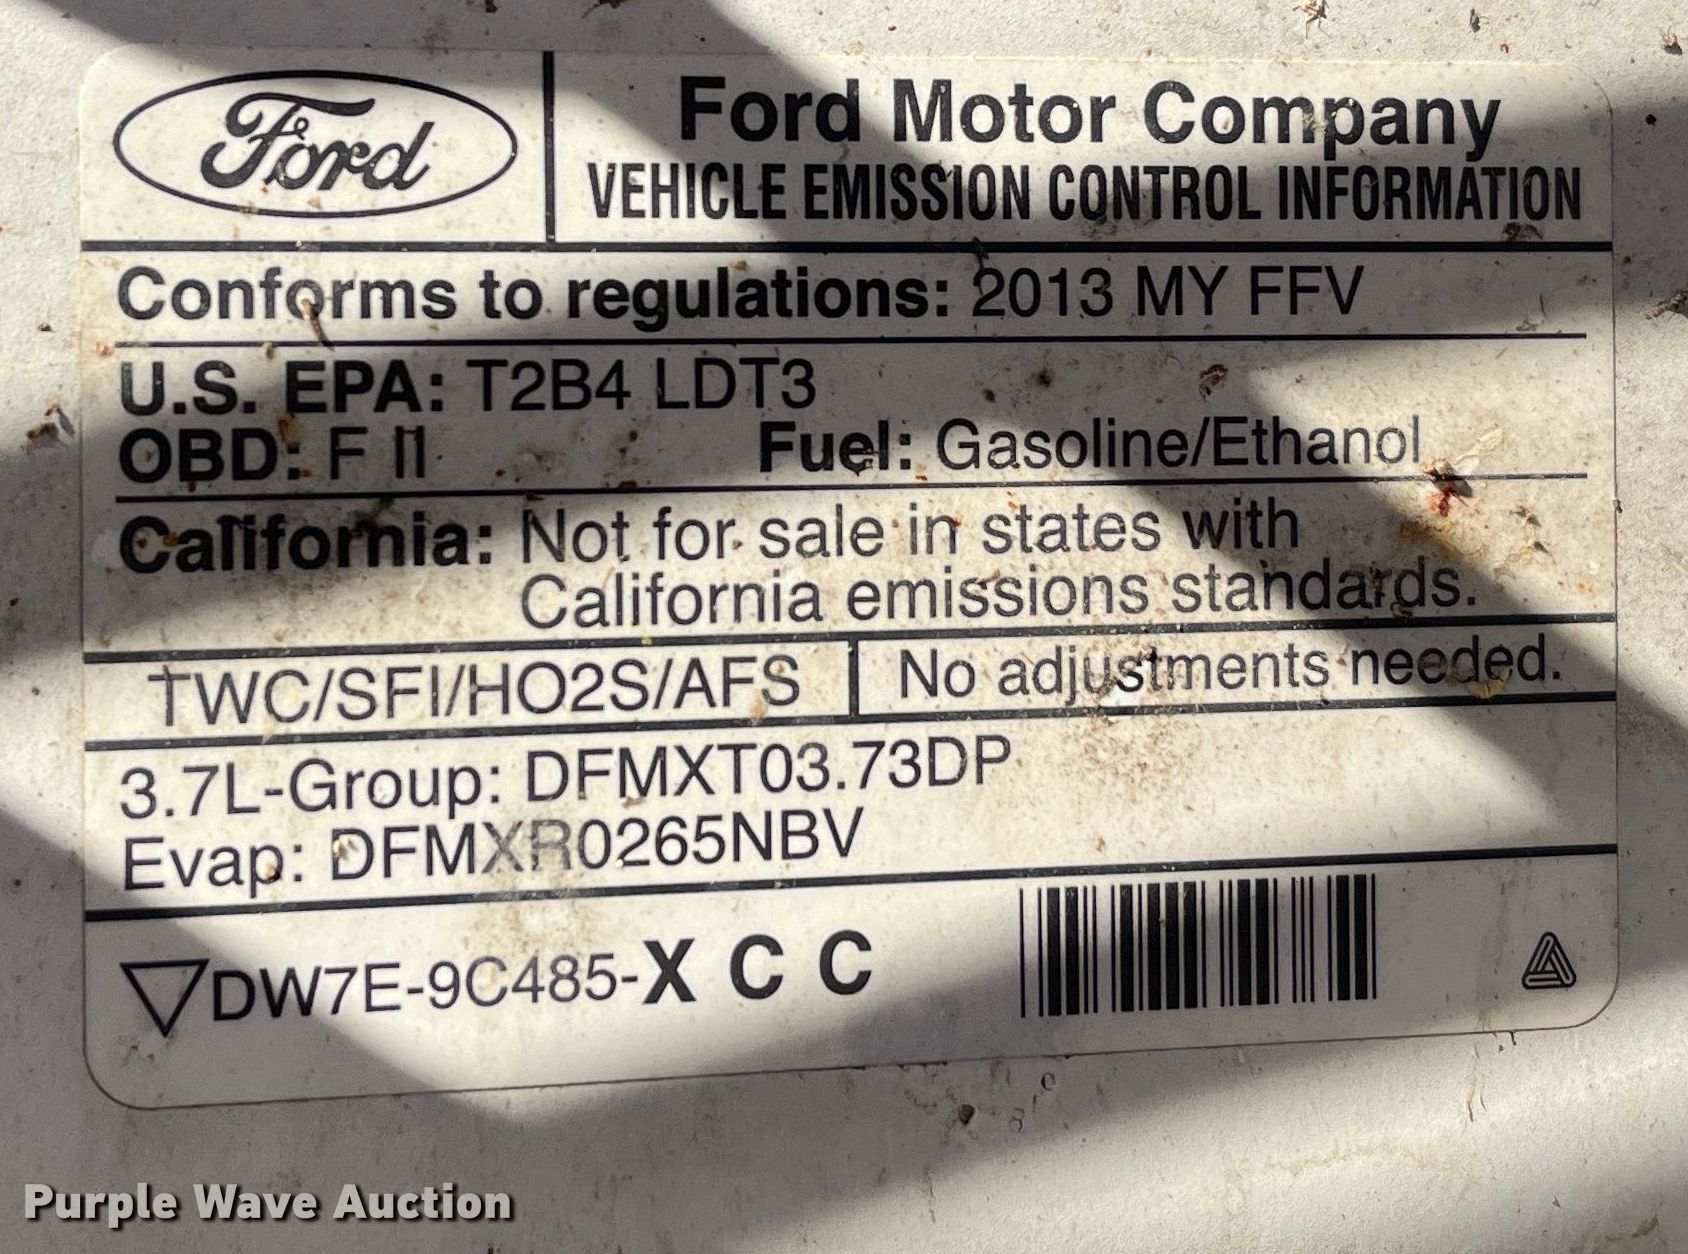 Ford
Ford Motor Company
VEHICLE EMISSION CONTROL INFORMATION
Conforms to regulations: 2013 MY FFV
U.S. EPA: T2B4 LDT3
OBD: F II Fuel: Gasoline/Ethanol
California: Not for sale in states with
California emissions standards.
TWC/SFI/HO2S/AFS No adjustments needed.
3.7L-Group: DFMXT03.73DP
Evap: DFMXR0265NBV
DW7E-9C485-X C C
Purple Wave Auction